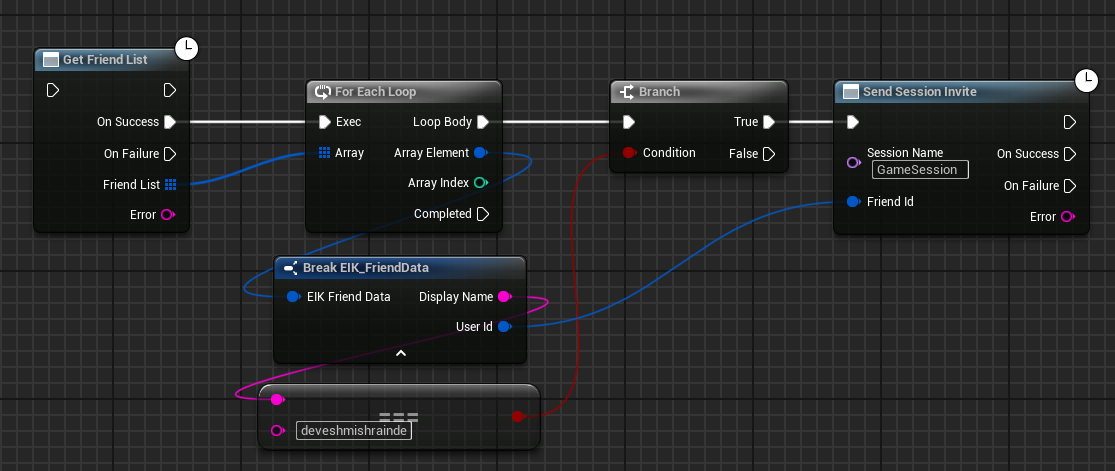 Get Friend List
On Success
On Failure
Friend List
Error
For Each Loop
Exec Loop Body
Array Array Element
Array Index
Completed
Branch
True
Condition False
Send Session Invite
Session Name
GameSession
On Success
On Failure
Friend Id
Error
Break EIK_FriendData
EIK Friend Data Display Name
User Id
===
deveshmishrainde